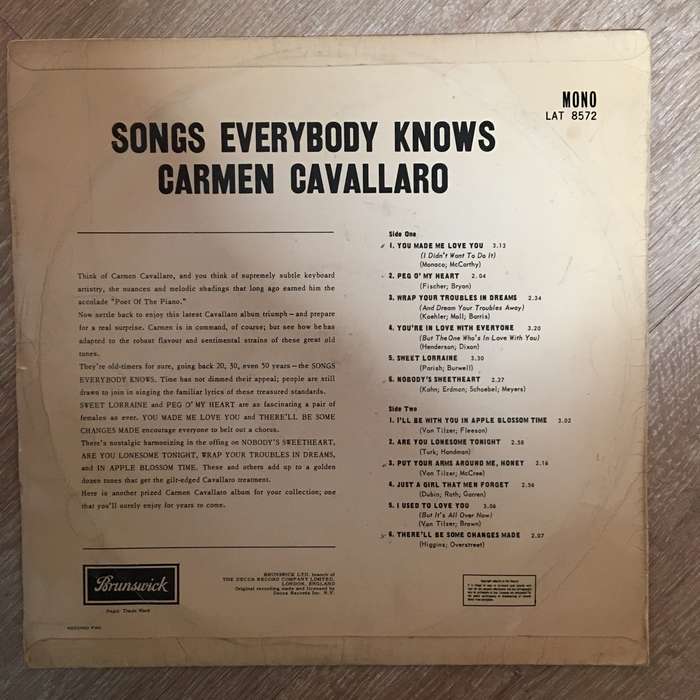 MONO
LAT 8572
SONGS EVERYBODY KNOWS
CARMEN CAVALLARO
Think of Carmen Cavallaro, and you think of supremely subtle keyboard
artistry, the nuances and melodic shadings that long ago earned him the
accolade "Poet Of The Piano."
Now settle back to enjoy this latest Cavallaro album triumph—and prepare
for a real surprise. Carmen is in command, of course; but see how he has
adapted to the robust flavour and sentimental strains of these great old
tunes.
They're old-timers for sure, going back 20, 30, even 50 years—the SONGS
EVERYBODY KNOWS. Time has not dimmed their appeal; people are still
drawn to join in singing the familiar lyrics of these treasured standards.
SWEET LORRAINE and PEG O' MY HEART are as fascinating a pair of
females as ever. YOU MADE ME LOVE YOU and THERE'LL BE SOME
CHANGES MADE encourage everyone to belt out a chorus.
There's nostalgic harmonizing in the offing on NOBODY'S SWEETHEART,
ARE YOU LONESOME TONIGHT, WRAP YOUR TROUBLES IN DREAMS,
and IN APPLE BLOSSOM TIME. These and others add up to a golden
dozen tunes that get the gilt-edged Cavallaro treatment.
Here is another prized Carmen Cavallaro album for your collection; one
that you'll surely enjoy for years to come.
Side One
1. YOU MADE ME LOVE YOU 3.13
(I Didn't Want To Do It)
(Monaco; McCarthy)
2. PEG O' MY HEART 2.04
(Fischer; Bryan)
3. WRAP YOUR TROUBLES IN DREAMS 2.34
(And Dream Your Troubles Away)
(Koehler; Moll; Barris)
4. YOU'RE IN LOVE WITH EVERYONE 3.20
(But The One Who's In Love With You)
(Henderson; Dixon)
5. SWEET LORRAINE 3.30
(Parish; Burwell)
6. NOBODY'S SWEETHEART 2.27
(Kahn; Erdman; Schoebel; Meyers)
Side Two
1. I'LL BE WITH YOU IN APPLE BLOSSOM TIME 3.02
(Von Tilzer; Fleeson)
2. ARE YOU LONESOME TONIGHT 2.58
(Turk; Handman)
3. PUT YOUR ARMS AROUND ME, HONEY 3.16
(Von Tilzer; McCree)
4. JUST A GIRL THAT MEN FORGET 2.56
(Dubin; Rath; Garren)
5. I USED TO LOVE YOU 3.06
(But It's All Over Now)
(Von Tilzer; Brown)
6. THERE'LL BE SOME CHANGES MADE 2.07
(Higgins; Overstreet)
Brunswick
Regd. Trade Mark
BRUNSWICK LTD, branch of
THE DECCA RECORD COMPANY LIMITED,
LONDON, ENGLAND
Original recording made and licensed by
Decca Records Inc. N.Y.